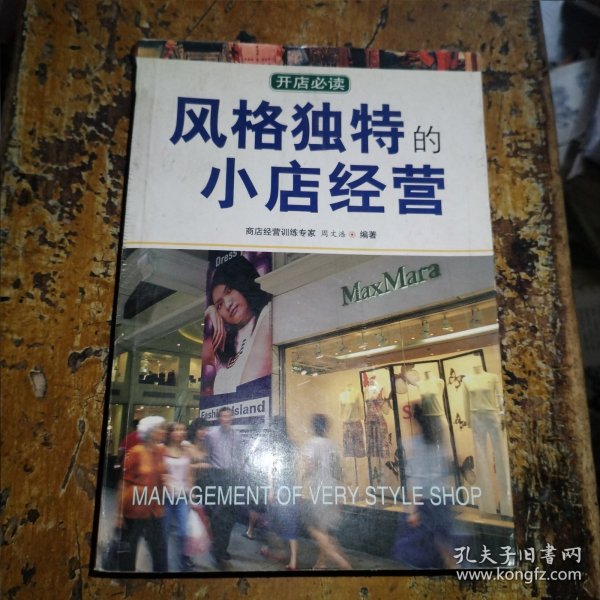 开店必读
风格独特的
小店经营
商店经营训练专家 周文浩 编著
Dress
MaxMara
Fashion Island
MANAGEMENT OF VERY STYLE SHOP
孔夫子旧书网
www.kongfz.com